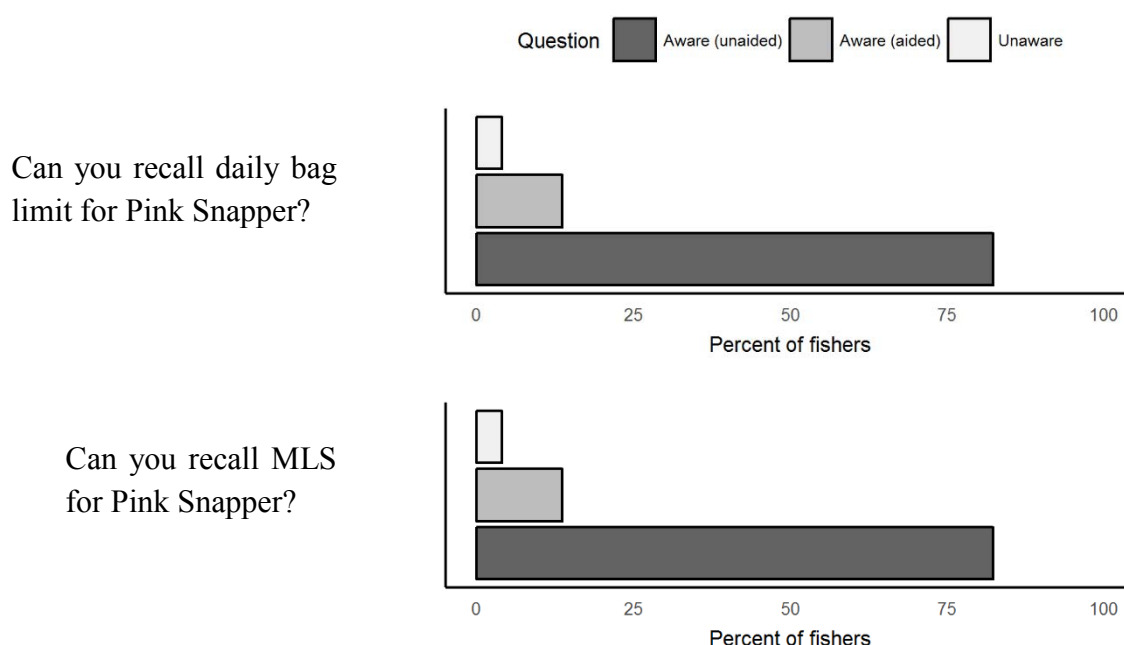 Question Aware (unaided) Aware (aided) Unaware
Can you recall daily bag
limit for Pink Snapper?
0 25 50 75 100
Percent of fishers
Can you recall MLS
for Pink Snapper?
0 25 50 75 100
Percent of fishers